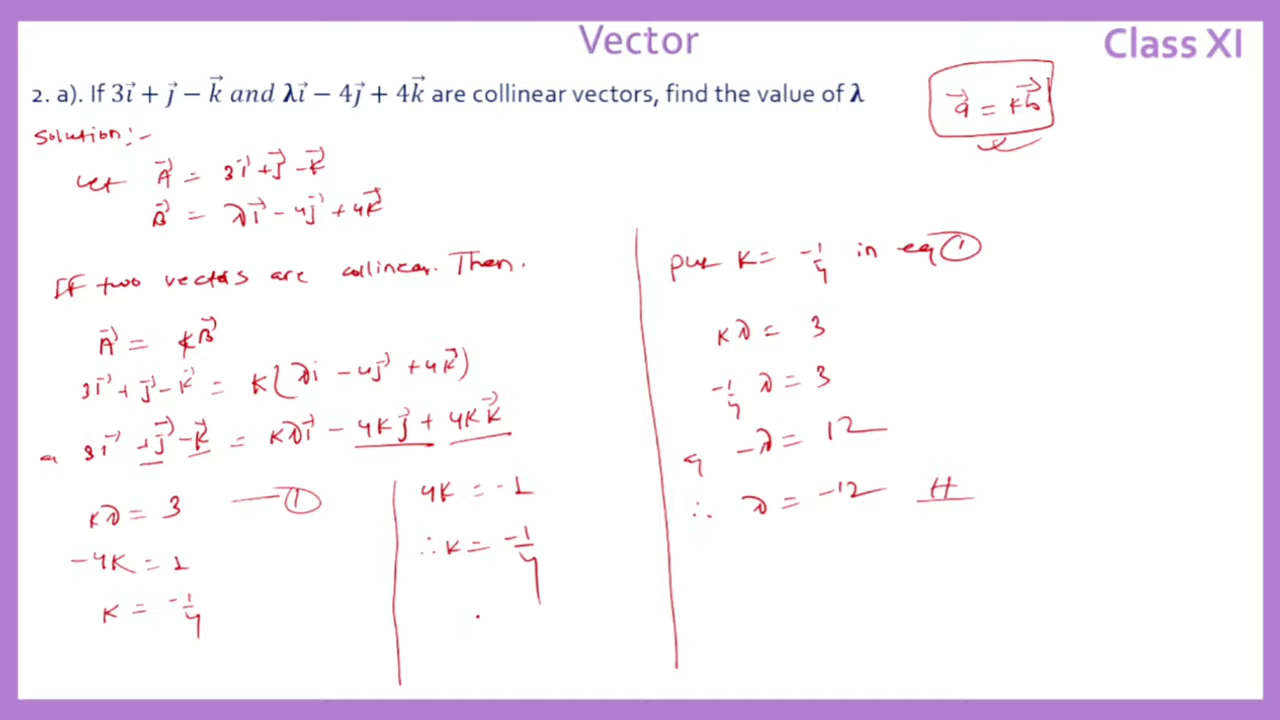 Vector
Class XI
2. a). If 3i⃗ + j⃗ − k⃗ and λi⃗ − 4j⃗ + 4k⃗ are collinear vectors, find the value of λ
a⃗ = kb⃗
Solution:-
Let A⃗ = 3i⃗ + j⃗ - k⃗
B⃗ = λi⃗ - 4j⃗ + 4k⃗
If two vectors are collinear. Then.
A⃗ = kB⃗
3i⃗ + j⃗ - k⃗ = k(λi - 4j⃗ + 4k⃗)
3i⃗ + j⃗ - k⃗ = kλi⃗ - 4kj⃗ + 4kk⃗
kλ = 3 — ①
-4k = 1
k = -1/4
4k = -1
∴ k = -1/4
put k = -1/4 in eq ①
kλ = 3
-1/4 λ = 3
-λ = 12
∴ λ = -12